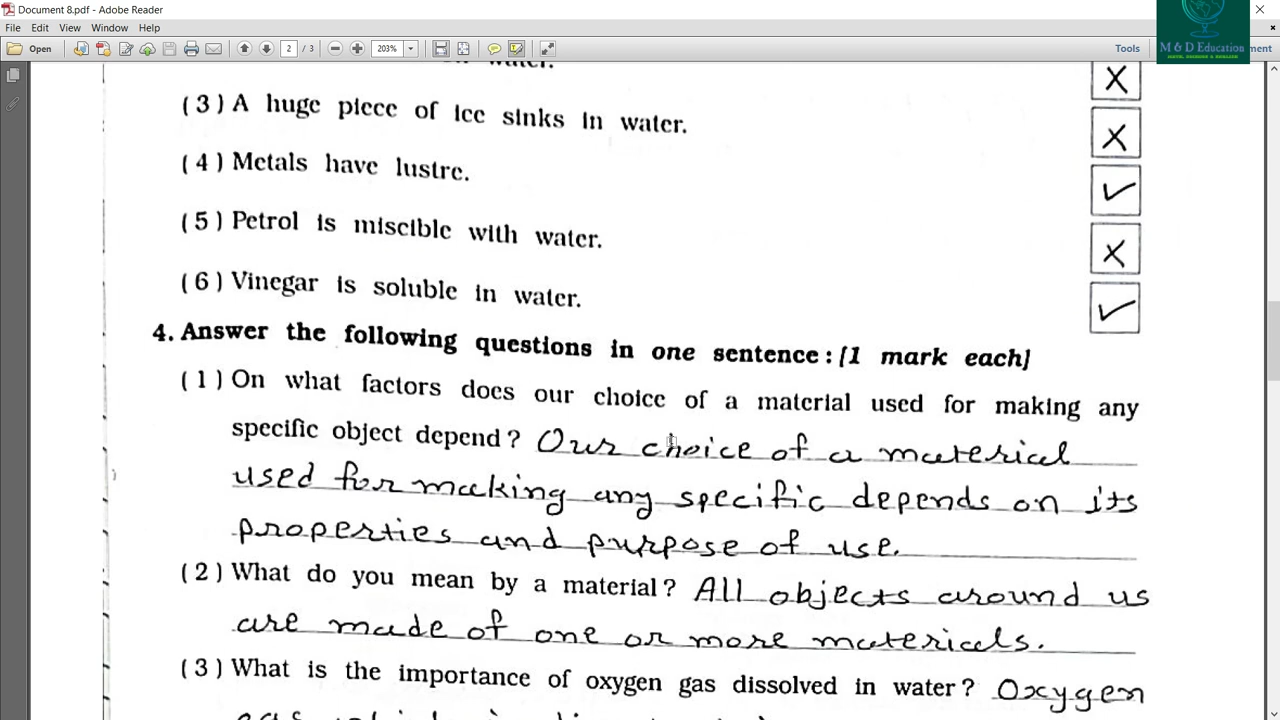 Document 8.pdf - Adobe Reader
File Edit View Window Help
Open 2 / 3 203% Tools ment
M & D Education
water.
(3) A huge piece of ice sinks in water. X
(4) Metals have lustre. ✓
(5) Petrol is miscible with water. X
(6) Vinegar is soluble in water. ✓
4. Answer the following questions in one sentence : [1 mark each]
(1) On what factors does our choice of a material used for making any
specific object depend? Our choice of a material
used for making any specific depends on its
properties and purpose of use.
(2) What do you mean by a material? All objects around us
are made of one or more materials.
(3) What is the importance of oxygen gas dissolved in water? Oxygen
gas